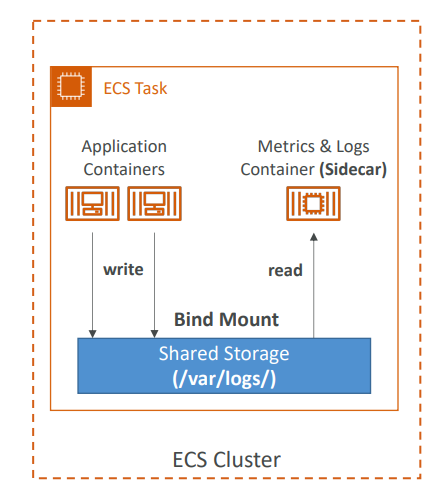 ECS Task
Application
Containers
Metrics & Logs
Container (Sidecar)
write
read
Bind Mount
Shared Storage
(/var/logs/)
ECS Cluster